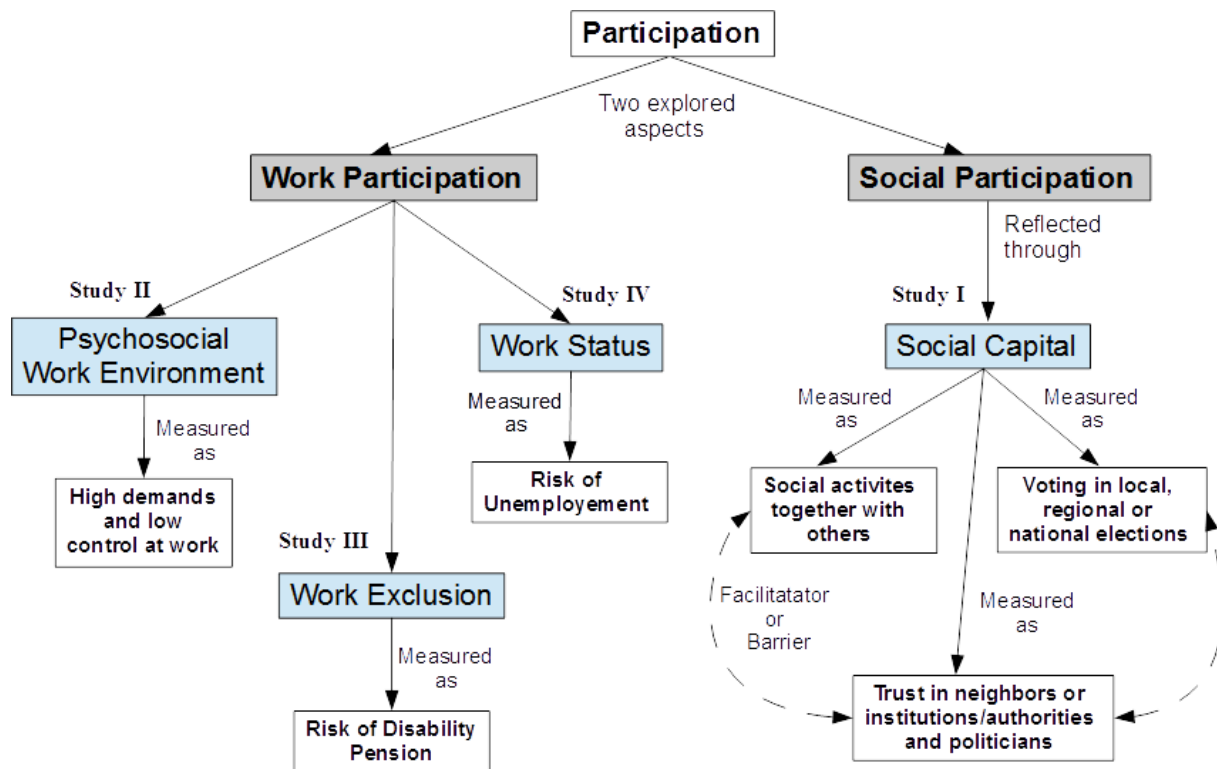 Participation
Two explored
aspects
Work Participation
Social Participation
Reflected
through
Study II
Study IV
Study I
Psychosocial
Work Environment
Work Status
Social Capital
Measured
as
Measured
as
Measured
as
Measured
as
High demands
and low
control at work
Risk of
Unemployement
Social activites
together with
others
Voting in local,
regional or
national elections
Study III
Work Exclusion
Facilitatator
or
Barrier
Measured
as
Measured
as
Risk of Disability
Pension
Trust in neighbors or
institutions/authorities
and politicians